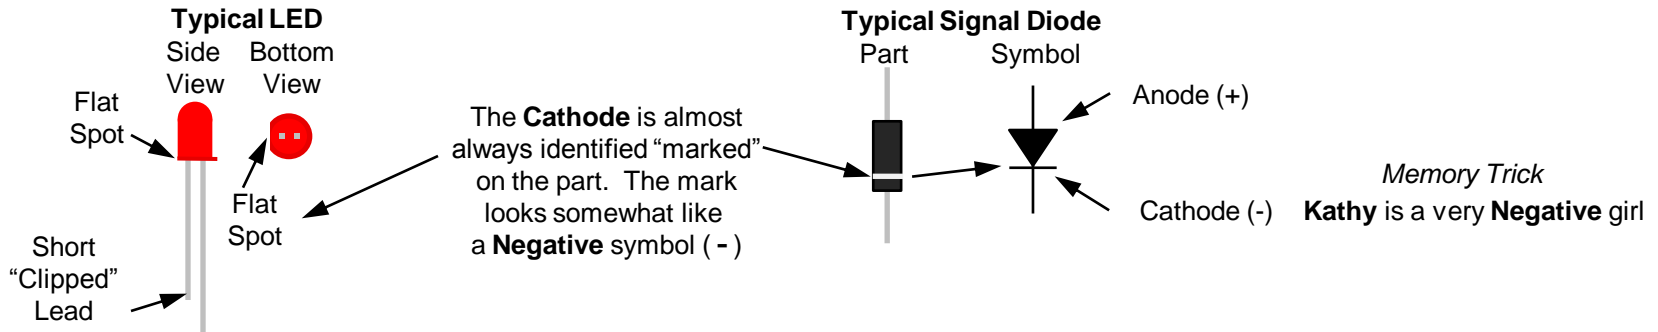 Typical LED
Side
View
Bottom
View
Flat
Spot
Flat
Spot
Short
“Clipped”
Lead
The Cathode is almost
always identified “marked”
on the part. The mark
looks somewhat like
a Negative symbol ( - )
Typical Signal Diode
Part
Symbol
Anode (+)
Cathode (-)
Memory Trick
Kathy is a very Negative girl